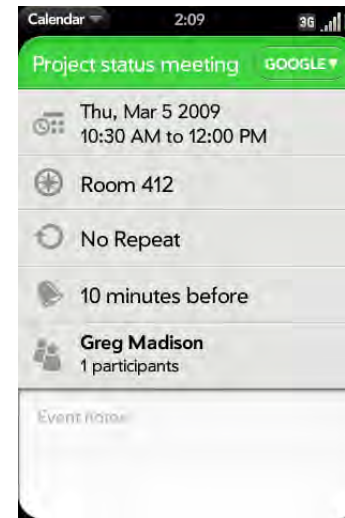 Calendar 2:09 3G
Project status meeting GOOGLE
Thu, Mar 5 2009
10:30 AM to 12:00 PM
Room 412
No Repeat
10 minutes before
Greg Madison
1 participants
Event notes